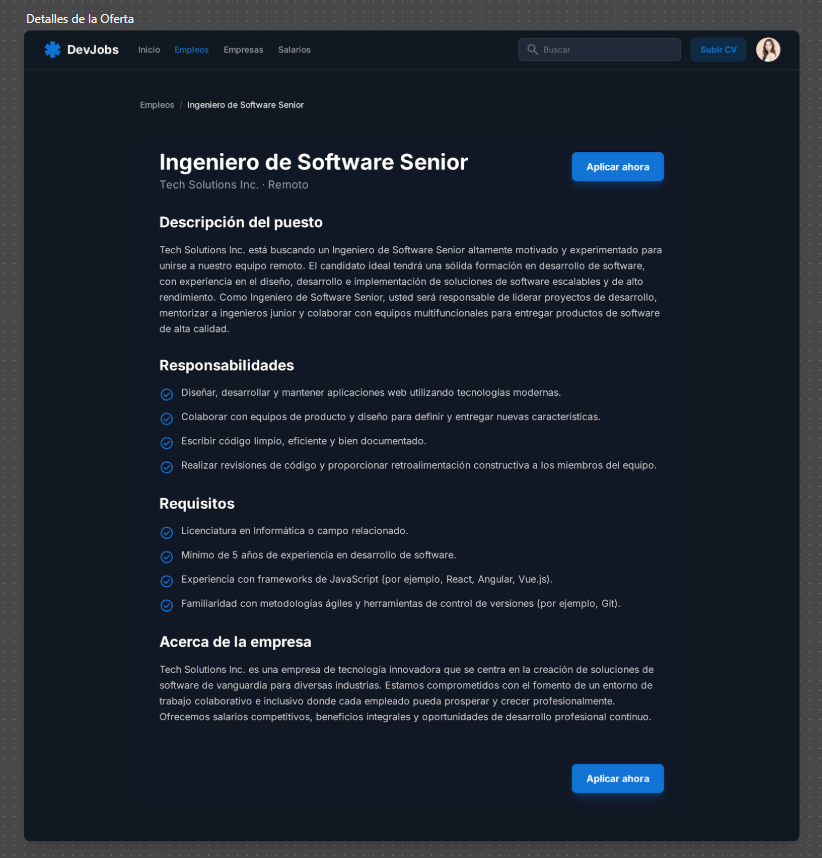 Detalles de la Oferta
DevJobs Inicio Empleos Empresas Salarios Buscar Subir CV
Empleos / Ingeniero de Software Senior
Ingeniero de Software Senior
Aplicar ahora
Tech Solutions Inc. · Remoto
Descripción del puesto
Tech Solutions Inc. está buscando un Ingeniero de Software Senior altamente motivado y experimentado para
unirse a nuestro equipo remoto. El candidato ideal tendrá una sólida formación en desarrollo de software,
con experiencia en el diseño, desarrollo e implementación de soluciones de software escalables y de alto
rendimiento. Como Ingeniero de Software Senior, usted será responsable de liderar proyectos de desarrollo,
mentorizar a ingenieros junior y colaborar con equipos multifuncionales para entregar productos de software
de alta calidad.
Responsabilidades
Diseñar, desarrollar y mantener aplicaciones web utilizando tecnologías modernas.
Colaborar con equipos de producto y diseño para definir y entregar nuevas características.
Escribir código limpio, eficiente y bien documentado.
Realizar revisiones de código y proporcionar retroalimentación constructiva a los miembros del equipo.
Requisitos
Licenciatura en Informática o campo relacionado.
Mínimo de 5 años de experiencia en desarrollo de software.
Experiencia con frameworks de JavaScript (por ejemplo, React, Angular, Vue.js).
Familiaridad con metodologías ágiles y herramientas de control de versiones (por ejemplo, Git).
Acerca de la empresa
Tech Solutions Inc. es una empresa de tecnología innovadora que se centra en la creación de soluciones de
software de vanguardia para diversas industrias. Estamos comprometidos con el fomento de un entorno de
trabajo colaborativo e inclusivo donde cada empleado pueda prosperar y crecer profesionalmente.
Ofrecemos salarios competitivos, beneficios integrales y oportunidades de desarrollo profesional continuo.
Aplicar ahora